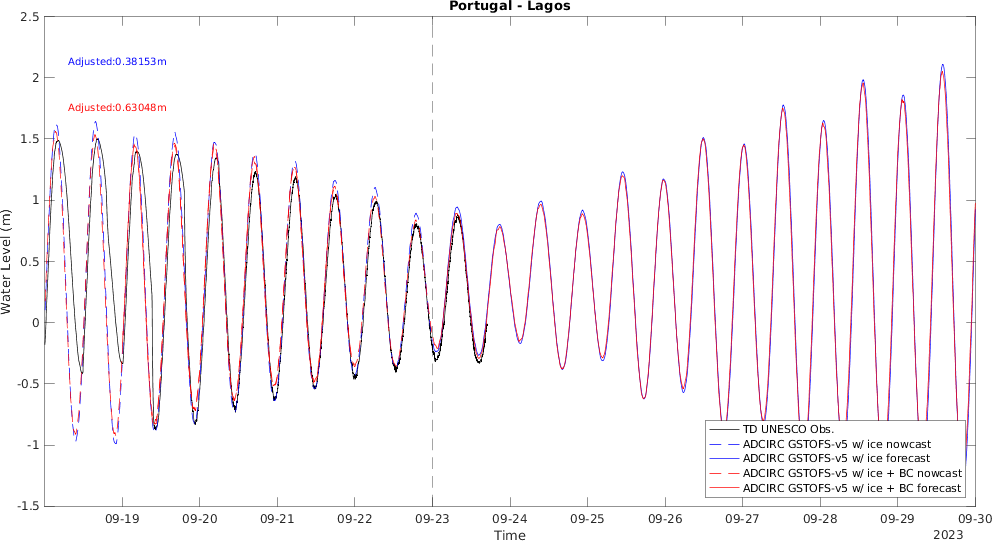 Portugal - Lagos
2.5
2
1.5
1
0.5
0
-0.5
-1
-1.5
Water Level (m)
Adjusted:0.38153m
Adjusted:0.63048m
TD UNESCO Obs.
ADCIRC GSTOFS-v5 w/ ice nowcast
ADCIRC GSTOFS-v5 w/ ice forecast
ADCIRC GSTOFS-v5 w/ ice + BC nowcast
ADCIRC GSTOFS-v5 w/ ice + BC forecast
09-19 09-20 09-21 09-22 09-23 09-24 09-25 09-26 09-27 09-28 09-29 09-30
Time
2023